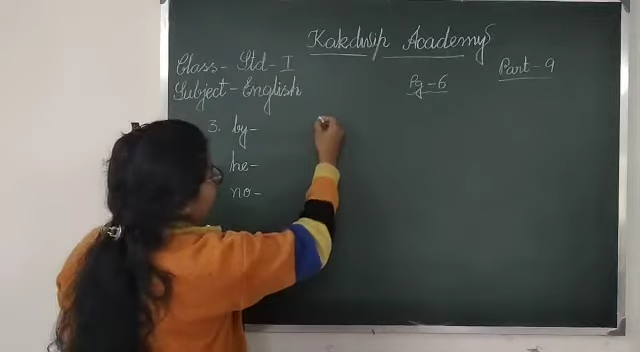 Kakdwip Academy
Class - Std - I
Subject - English
Pg - 6
Part - 9
3. by -
he -
no -